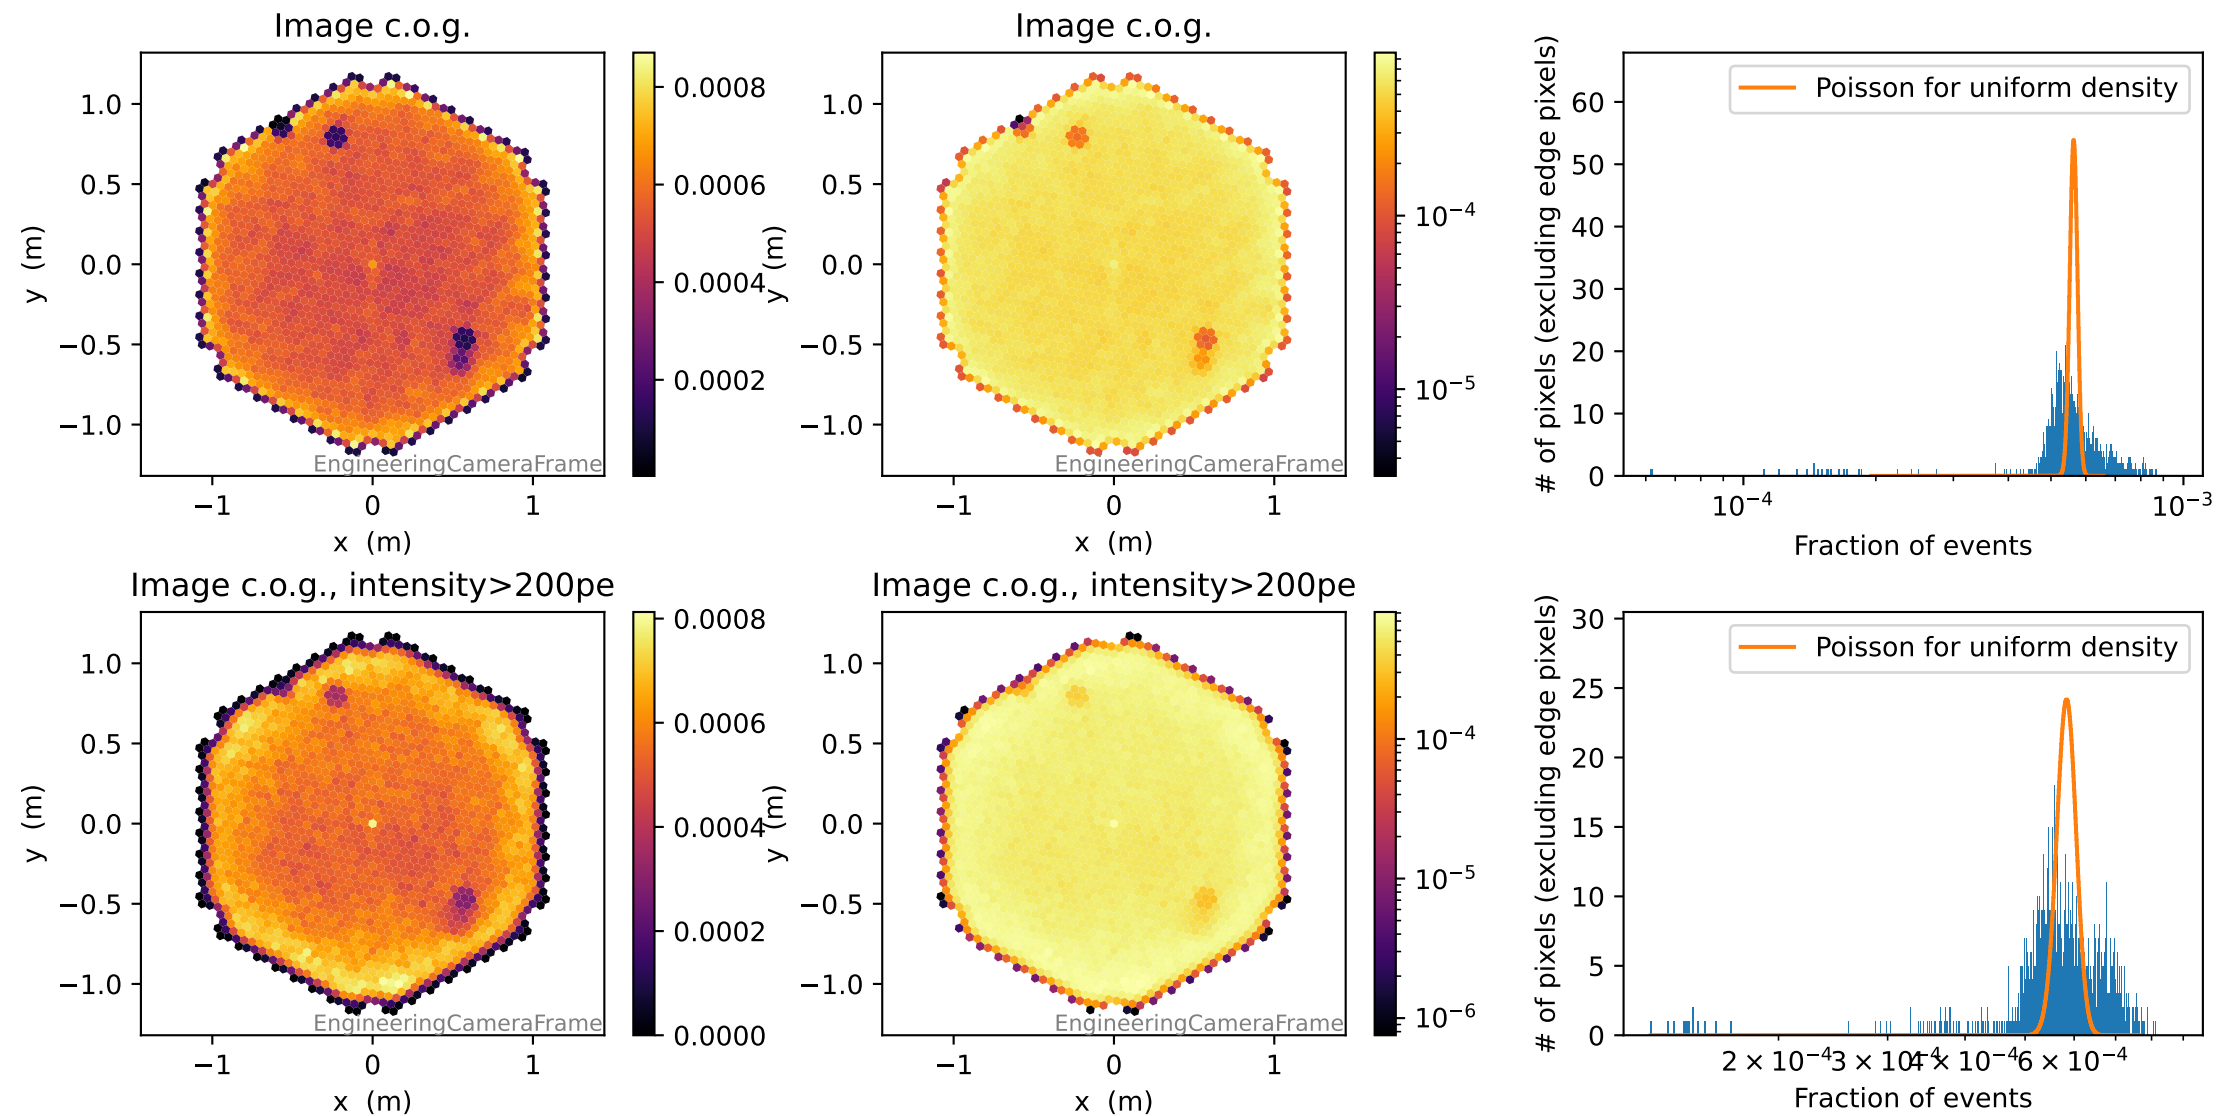 Image c.o.g.
1.0
0.5
0.0
−0.5
−1.0
y (m)
−1
0
1
x (m)
EngineeringCameraFrame
0.0008
0.0006
0.0004
0.0002
Image c.o.g.
1.0
0.5
0.0
−0.5
−1.0
y (m)
−1
0
1
x (m)
EngineeringCameraFrame
10⁻⁴
10⁻⁵
# of pixels (excluding edge pixels)
60
50
40
30
20
10
0
Poisson for uniform density
10⁻⁴
10⁻³
Fraction of events
Image c.o.g., intensity>200pe
1.0
0.5
0.0
−0.5
−1.0
y (m)
−1
0
1
x (m)
EngineeringCameraFrame
0.0008
0.0006
0.0004
0.0002
0.0000
Image c.o.g., intensity>200pe
1.0
0.5
0.0
−0.5
−1.0
y (m)
−1
0
1
x (m)
EngineeringCameraFrame
10⁻⁴
10⁻⁵
10⁻⁶
# of pixels (excluding edge pixels)
30
25
20
15
10
5
0
Poisson for uniform density
2 × 10⁻⁴
3 × 10⁻⁴
4 × 10⁻⁴
6 × 10⁻⁴
Fraction of events